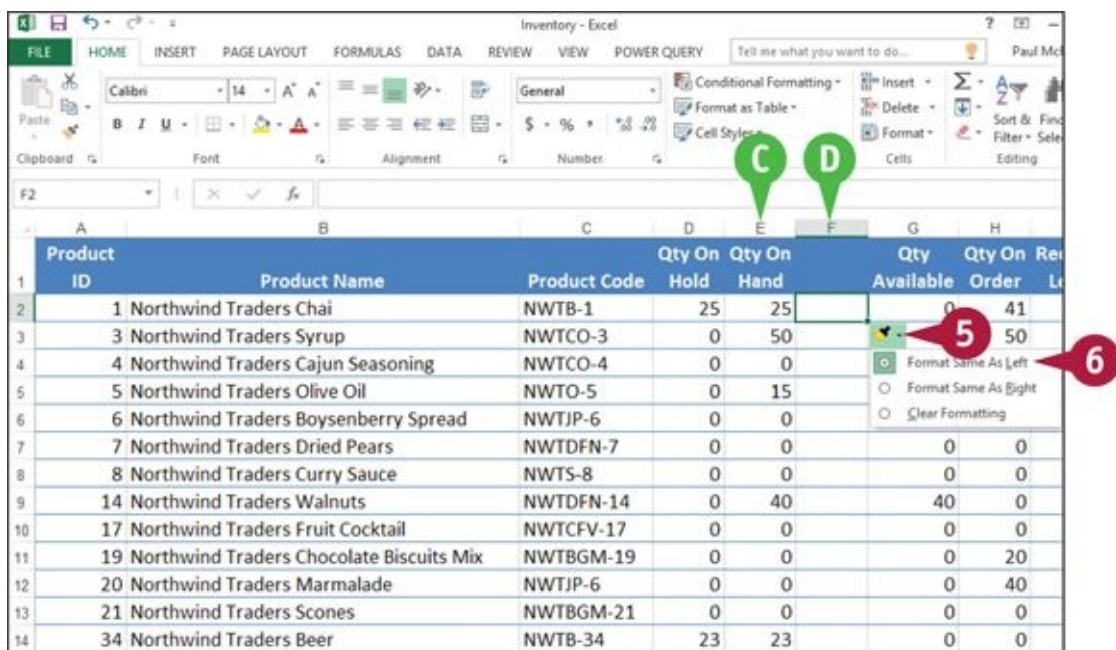 Inventory - Excel ?
FILE HOME INSERT PAGE LAYOUT FORMULAS DATA REVIEW VIEW POWER QUERY Tell me what you want to do... Paul McF
Calibri 14 A A General Conditional Formatting Insert Σ A Z
Paste Format as Table Delete Sort & Find
B I U A $ % , Cell Styles Format Filter Sele
Clipboard Font Alignment Number Cells Editing
C D
F2 fx
A B C D E F G H
1 Product ID Product Name Product Code Qty On Hold Qty On Hand Qty Available Qty On Order
2 1 Northwind Traders Chai NWTB-1 25 25 0 41
3 3 Northwind Traders Syrup NWTCO-3 0 50 5 50
4 4 Northwind Traders Cajun Seasoning NWTCO-4 0 0 Format Same As Left 6
5 5 Northwind Traders Olive Oil NWTO-5 0 15 Format Same As Right
6 6 Northwind Traders Boysenberry Spread NWTJP-6 0 0 Clear Formatting
7 7 Northwind Traders Dried Pears NWTDFN-7 0 0 0 0
8 8 Northwind Traders Curry Sauce NWTS-8 0 0 0 0
9 14 Northwind Traders Walnuts NWTDFN-14 0 40 40 0
10 17 Northwind Traders Fruit Cocktail NWTCFV-17 0 0 0 0
11 19 Northwind Traders Chocolate Biscuits Mix NWTBGM-19 0 0 0 20
12 20 Northwind Traders Marmalade NWTJP-6 0 0 0 40
13 21 Northwind Traders Scones NWTBGM-21 0 0 0 0
14 34 Northwind Traders Beer NWTB-34 23 23 0 0